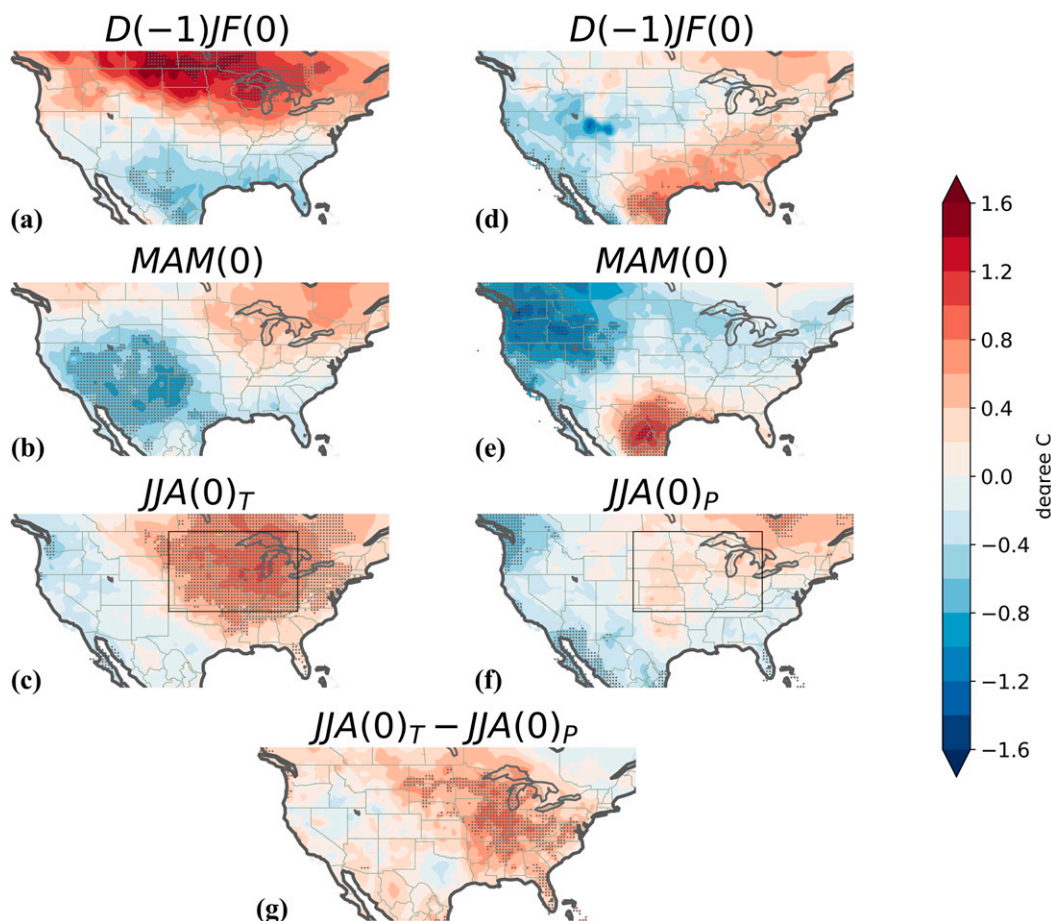 D(−1)JF(0)
(a)
D(−1)JF(0)
(d)
MAM(0)
(b)
MAM(0)
(e)
JJA(0)T
(c)
JJA(0)P
(f)
JJA(0)T − JJA(0)P
(g)
1.6
1.2
0.8
0.4
0.0
−0.4
−0.8
−1.2
−1.6
degree C